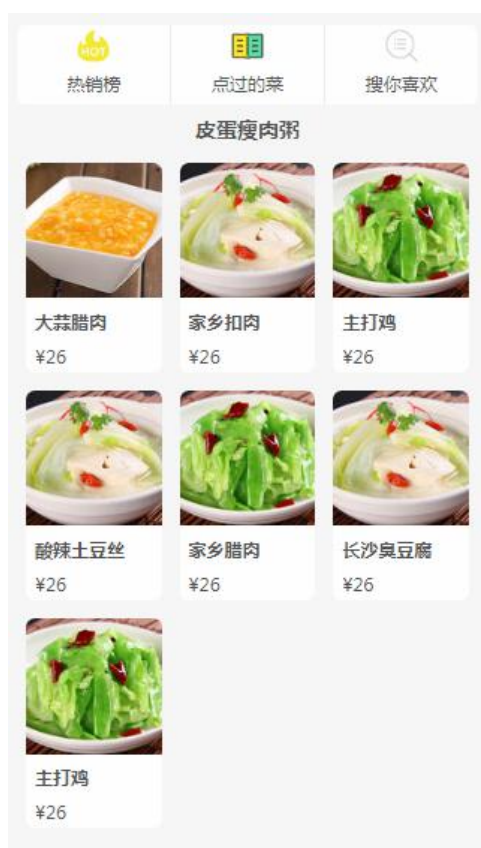 HOT
热销榜
点过的菜
搜你喜欢
皮蛋瘦肉粥
大蒜腊肉
¥26
家乡扣肉
¥26
主打鸡
¥26
酸辣土豆丝
¥26
家乡腊肉
¥26
长沙臭豆腐
¥26
主打鸡
¥26